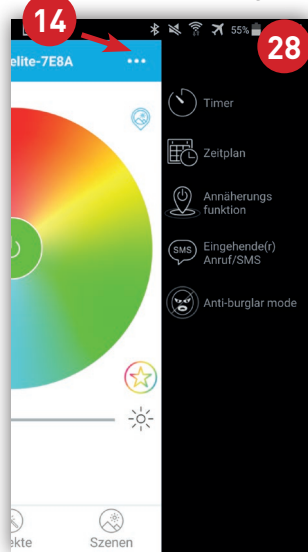 14
55%
28
elite-7E8A
Timer
Zeitplan
Annäherungs
funktion
SMS
Eingehende(r)
Anruf/SMS
Anti-burglar mode
ekte
Szenen